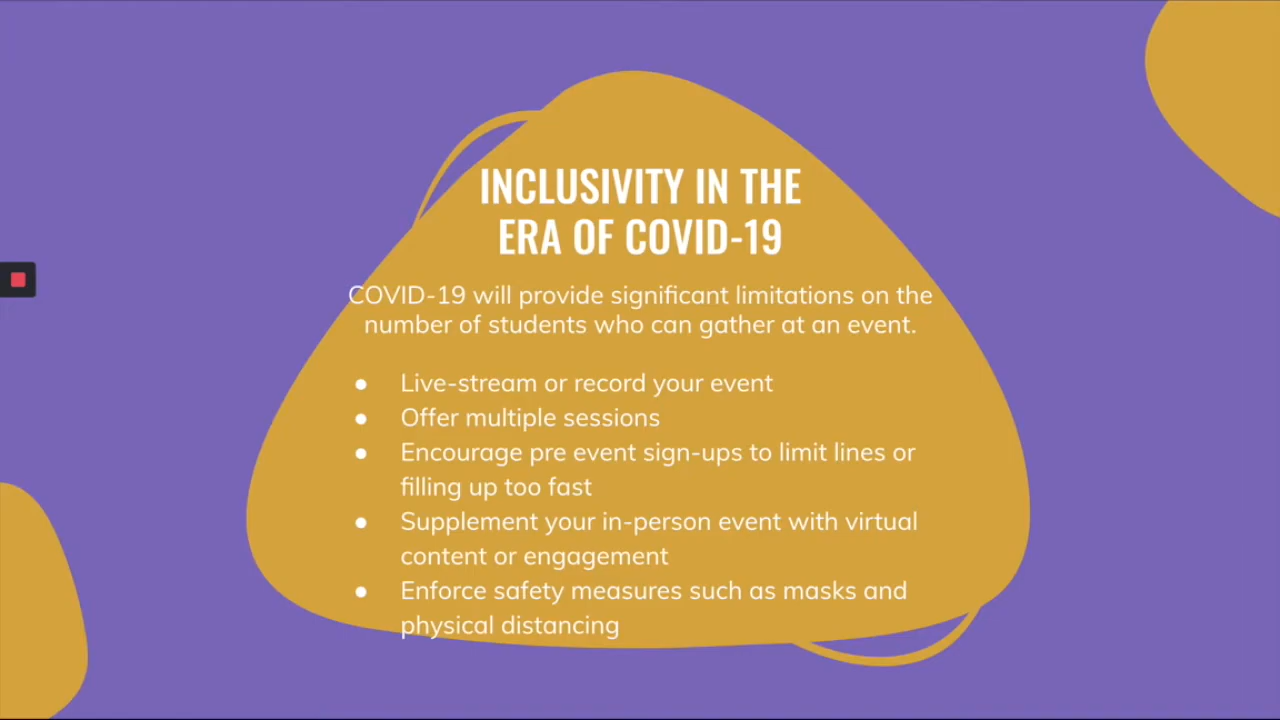 INCLUSIVITY IN THE
ERA OF COVID-19
COVID-19 will provide significant limitations on the
number of students who can gather at an event.
● Live-stream or record your event
● Offer multiple sessions
● Encourage pre event sign-ups to limit lines or
filling up too fast
● Supplement your in-person event with virtual
content or engagement
● Enforce safety measures such as masks and
physical distancing